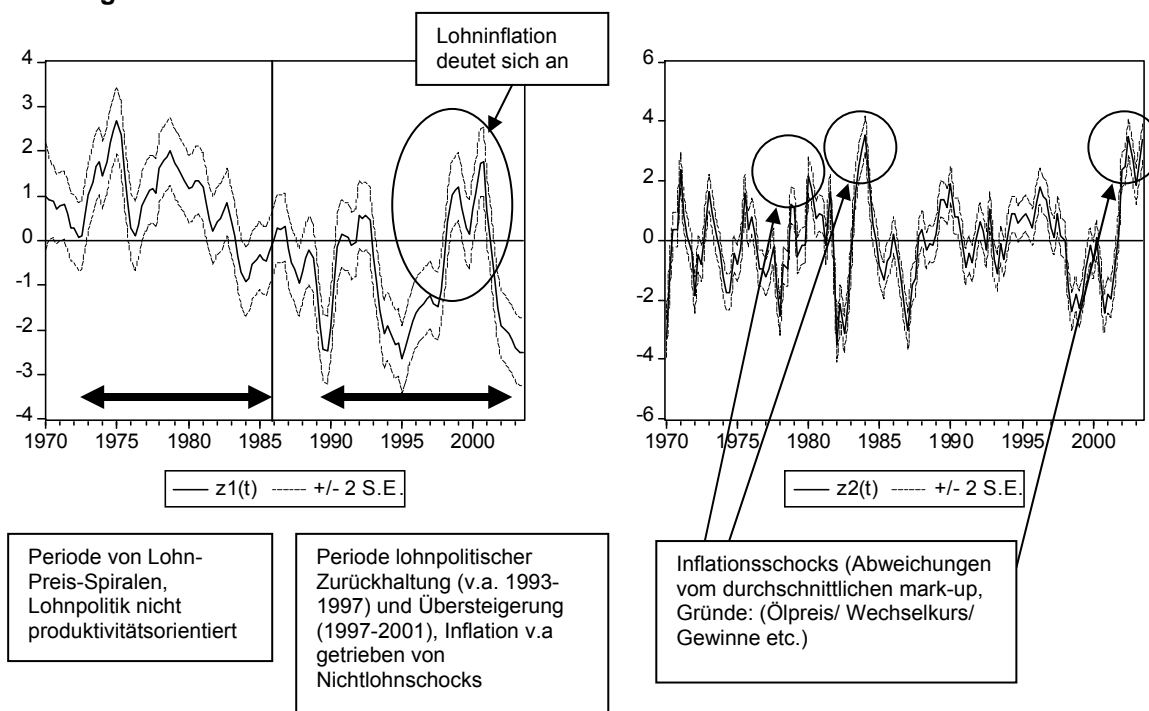 Lohninflation
deutet sich an
4
3
2
1
0
-1
-2
-3
-4
1970 1975 1980 1985 1990 1995 2000
z1(t) +/- 2 S.E.
6
4
2
0
-2
-4
-6
1970 1975 1980 1985 1990 1995 2000
z2(t) +/- 2 S.E.
Periode von Lohn-
Preis-Spiralen,
Lohnpolitik nicht
produktivitätsorientiert
Periode lohnpolitischer
Zurückhaltung (v.a. 1993-
1997) und Übersteigerung
(1997-2001), Inflation v.a
getrieben von
Nichtlohnschocks
Inflationsschocks (Abweichungen
vom durchschnittlichen mark-up,
Gründe: (Ölpreis/ Wechselkurs/
Gewinne etc.)